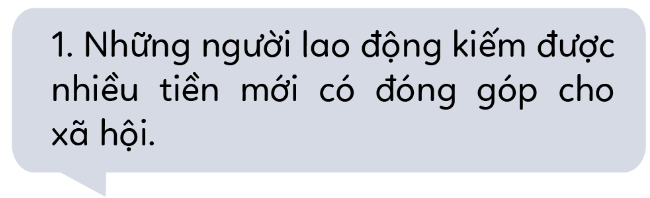 1. Những người lao động kiếm được
nhiều tiền mới có đóng góp cho
xã hội.